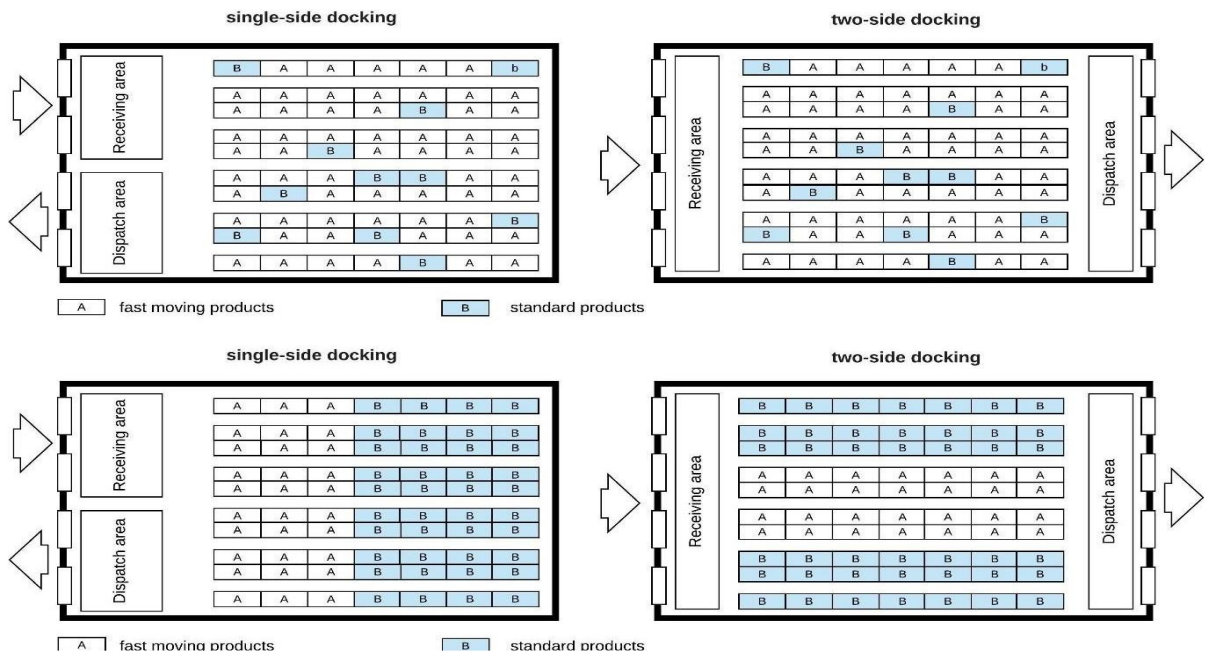 single-side docking
Receiving area
Dispatch area
B A A A A A b
A A A A A A A
A A A A B A A
A A A A A A A
A A B A A A A
A A A B B A A
A B A A A A A
A A A A A A B
B A A B A A A
A A A A B A A
two-side docking
Receiving area
B A A A A A b
A A A A A A A
A A A A B A A
A A A A A A A
A A B A A A A
A A A B B A A
A B A A A A A
A A A A A A B
B A A B A A A
A A A A B A A
Dispatch area
A fast moving products
B standard products
single-side docking
Receiving area
Dispatch area
A A A B B B B
A A A B B B B
A A A B B B B
A A A B B B B
A A A B B B B
A A A B B B B
A A A B B B B
A A A B B B B
A A A B B B B
A A A B B B B
two-side docking
Receiving area
B B B B B B B
B B B B B B B
B B B B B B B
A A A A A A A
A A A A A A A
A A A A A A A
A A A A A A A
B B B B B B B
B B B B B B B
B B B B B B B
Dispatch area
A fast moving products
B standard products